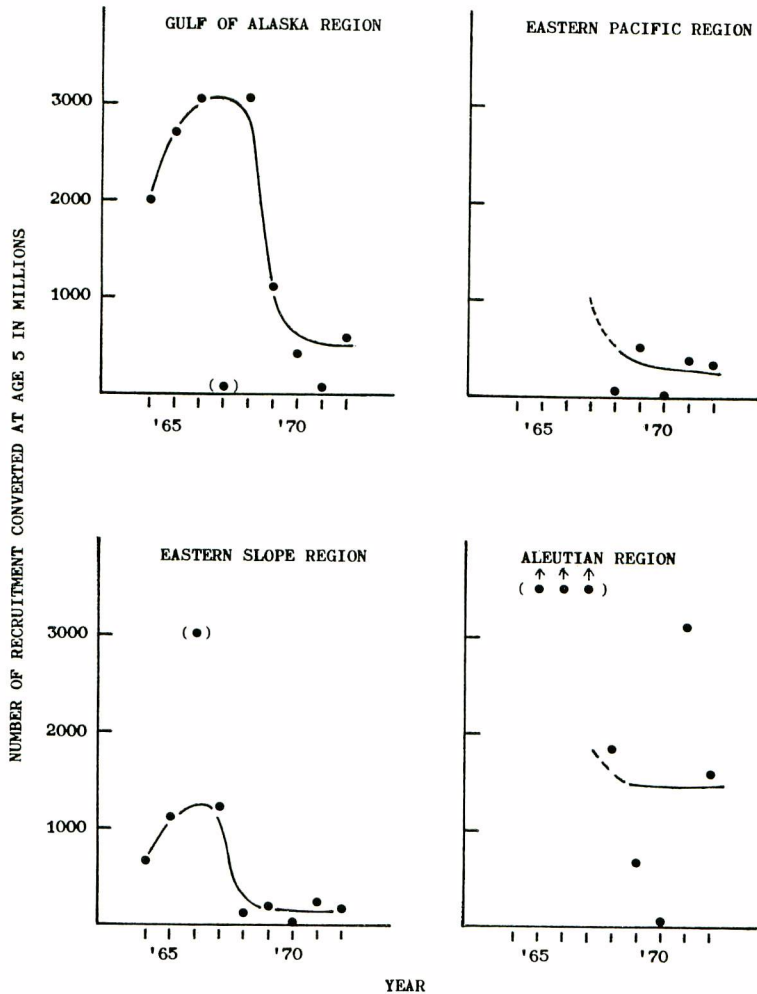 GULF OF ALASKA REGION
3000
2000
1000
( )
'65
'70
EASTERN PACIFIC REGION
'65
'70
NUMBER OF RECRUITMENT CONVERTED AT AGE 5 IN MILLIONS
EASTERN SLOPE REGION
3000
( )
2000
1000
'65
'70
ALEUTIAN REGION
( )
'65
'70
YEAR